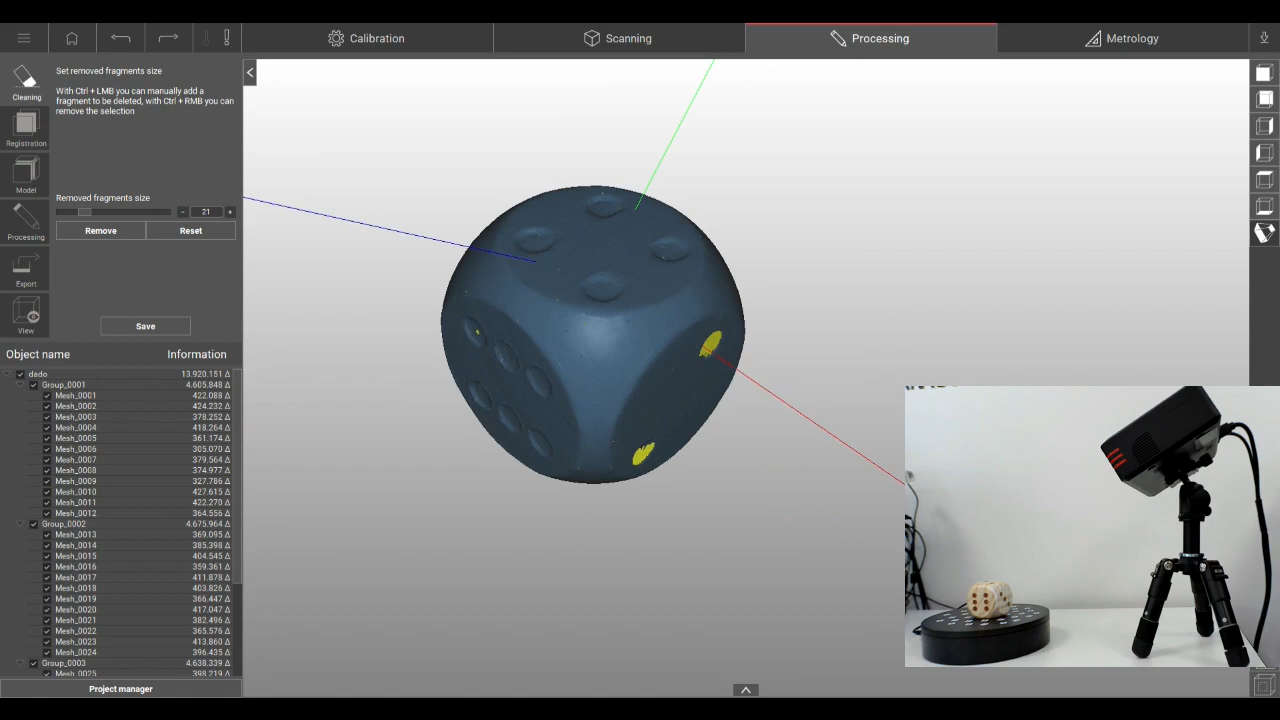 Calibration
Scanning
Processing
Metrology
Cleaning
Registration
Model
Processing
Export
View
Set removed fragments size
With Ctrl + LMB you can manually add a
fragment to be deleted, with Ctrl + RMB you can
remove the selection
Removed fragments size
- 21 +
Remove Reset
Save
Object name Information
dado 13.920.151 Δ
Group_0001 4.605.848 Δ
Mesh_0001 422.088 Δ
Mesh_0002 424.232 Δ
Mesh_0003 378.252 Δ
Mesh_0004 418.264 Δ
Mesh_0005 361.174 Δ
Mesh_0006 305.070 Δ
Mesh_0007 379.564 Δ
Mesh_0008 374.977 Δ
Mesh_0009 327.786 Δ
Mesh_0010 427.615 Δ
Mesh_0011 422.270 Δ
Mesh_0012 364.556 Δ
Group_0002 4.675.964 Δ
Mesh_0013 369.095 Δ
Mesh_0014 385.398 Δ
Mesh_0015 404.545 Δ
Mesh_0016 359.361 Δ
Mesh_0017 411.878 Δ
Mesh_0018 403.826 Δ
Mesh_0019 366.447 Δ
Mesh_0020 417.047 Δ
Mesh_0021 382.496 Δ
Mesh_0022 365.576 Δ
Mesh_0023 413.860 Δ
Mesh_0024 396.435 Δ
Group_0003 4.638.339 Δ
Mesh_0025 398.219 Δ
Project manager